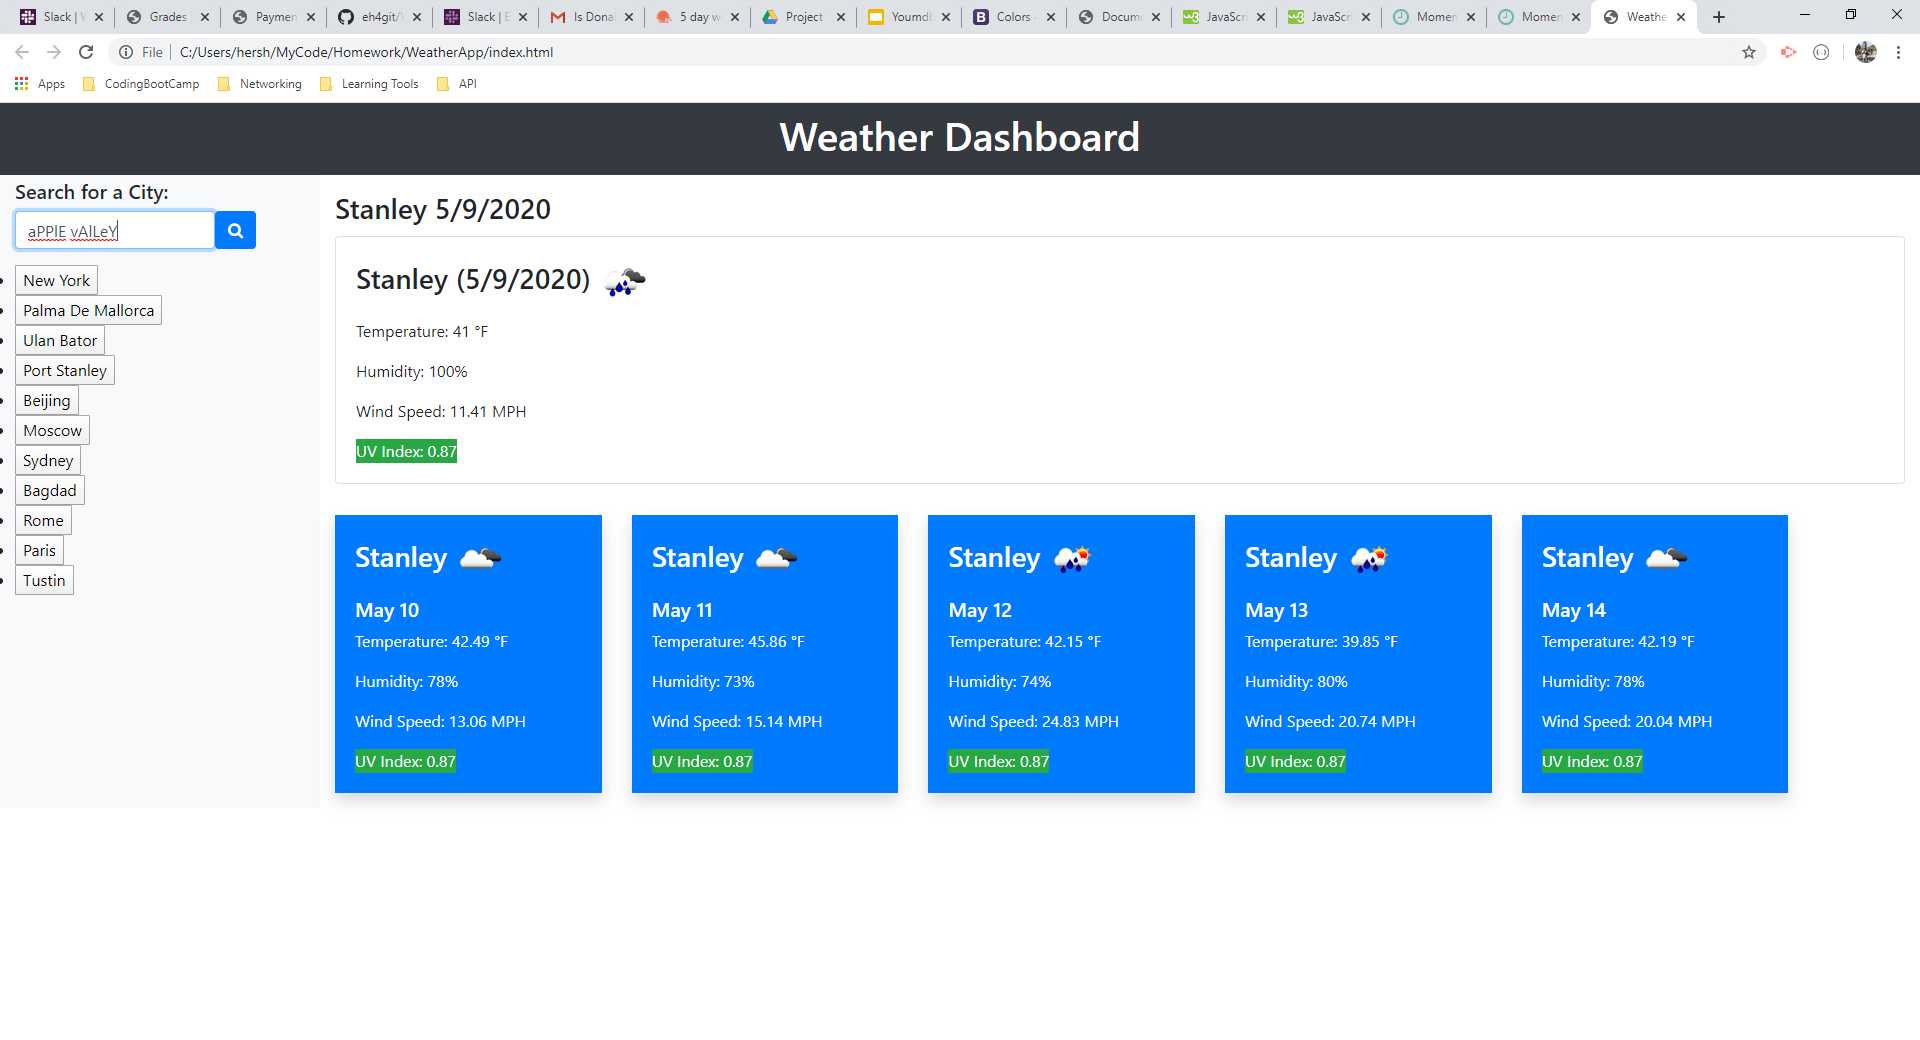 Slack | Grades Paymen eh4git/ Slack | E Is Dona 5 day w Project Youmdb Colors Docum JavaScri JavaScri Momen Momen Weathe
File C:/Users/hersh/MyCode/Homework/WeatherApp/index.html
Apps CodingBootCamp Networking Learning Tools API
Weather Dashboard
Search for a City:
aPPlE vAlLeY
New York
Palma De Mallorca
Ulan Bator
Port Stanley
Beijing
Moscow
Sydney
Bagdad
Rome
Paris
Tustin
Stanley 5/9/2020
Stanley (5/9/2020)
Temperature: 41 °F
Humidity: 100%
Wind Speed: 11.41 MPH
UV Index: 0.87
Stanley
May 10
Temperature: 42.49 °F
Humidity: 78%
Wind Speed: 13.06 MPH
UV Index: 0.87
Stanley
May 11
Temperature: 45.86 °F
Humidity: 73%
Wind Speed: 15.14 MPH
UV Index: 0.87
Stanley
May 12
Temperature: 42.15 °F
Humidity: 74%
Wind Speed: 24.83 MPH
UV Index: 0.87
Stanley
May 13
Temperature: 39.85 °F
Humidity: 80%
Wind Speed: 20.74 MPH
UV Index: 0.87
Stanley
May 14
Temperature: 42.19 °F
Humidity: 78%
Wind Speed: 20.04 MPH
UV Index: 0.87